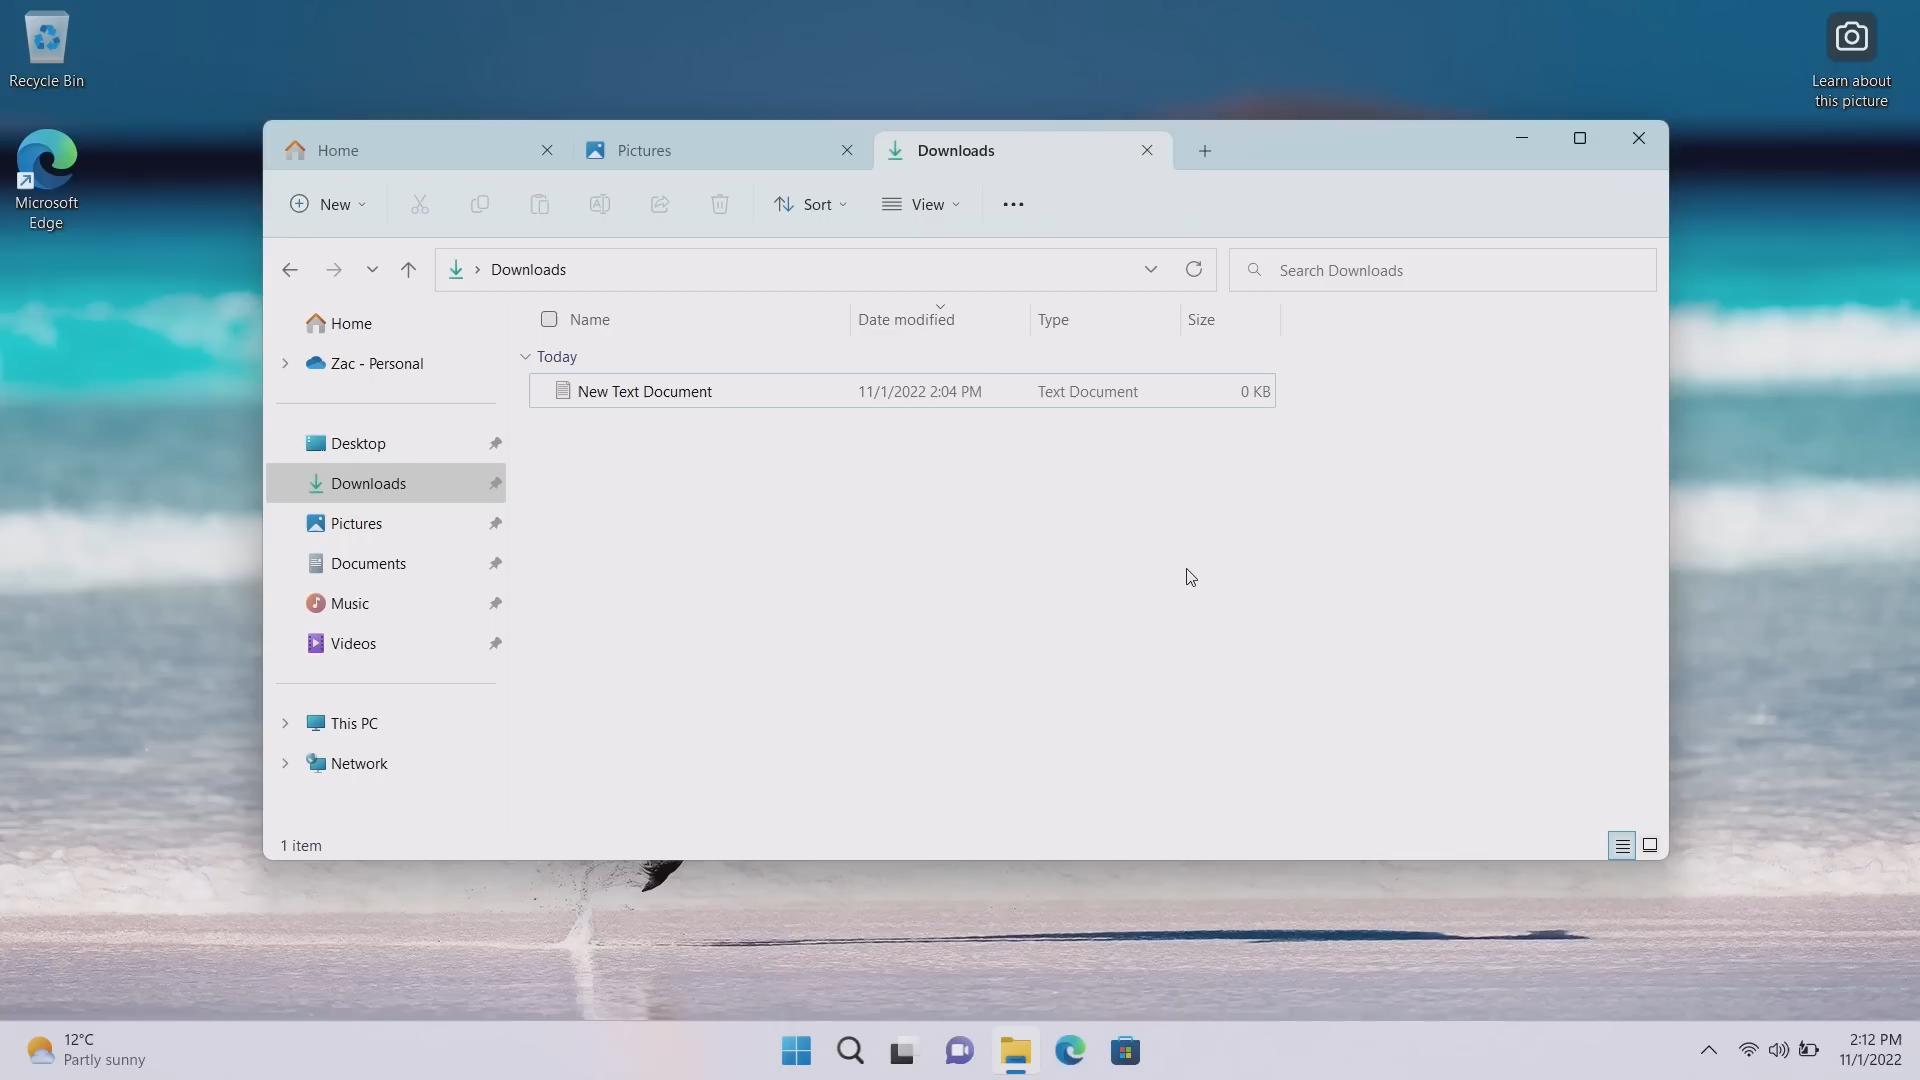 Recycle Bin
Learn about
this picture
Microsoft
Edge
Home
Pictures
Downloads
New
Sort
View
Downloads
Search Downloads
Home
Zac - Personal
Desktop
Downloads
Pictures
Documents
Music
Videos
This PC
Network
Name
Date modified
Type
Size
Today
New Text Document
11/1/2022 2:04 PM
Text Document
0 KB
1 item
12°C
Partly sunny
2:12 PM
11/1/2022